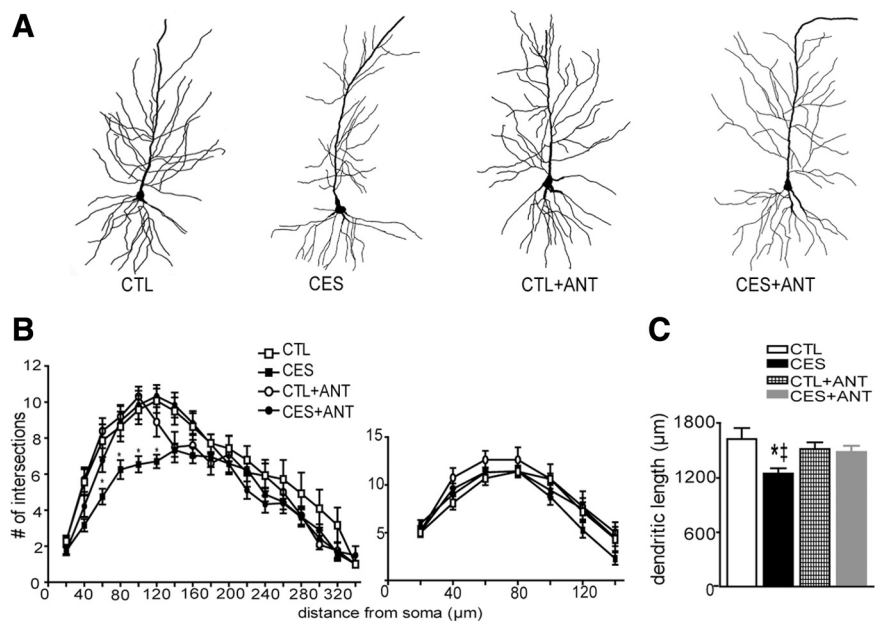 A
CTL
CES
CTL+ANT
CES+ANT
B
CTL
CES
CTL+ANT
CES+ANT
# of intersections
12
10
8
6
4
2
0
0 40 80 120 160 200 240 280 320
* * * * *
15
10
5
0 40 80 120
distance from soma (µm)
C
CTL
CES
CTL+ANT
CES+ANT
dendritic length (µm)
1800
1200
600
0
*‡